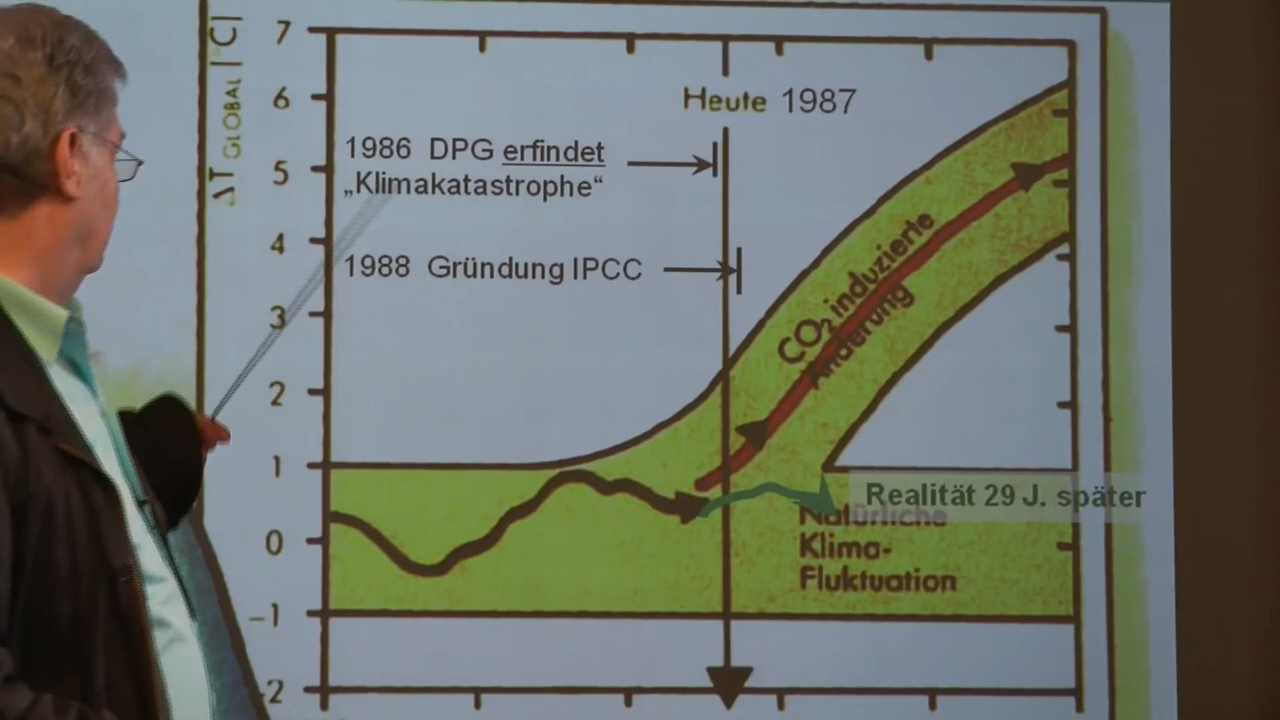 ΔT GLOBAL |°C|
7
6
5
4
3
2
1
0
-1
-2
Heute 1987
1986 DPG erfindet
„Klimakatastrophe“
1988 Gründung IPCC
CO₂ induzierte
Änderung
Realität 29 J. später
Natürliche
Klima-
Fluktuation